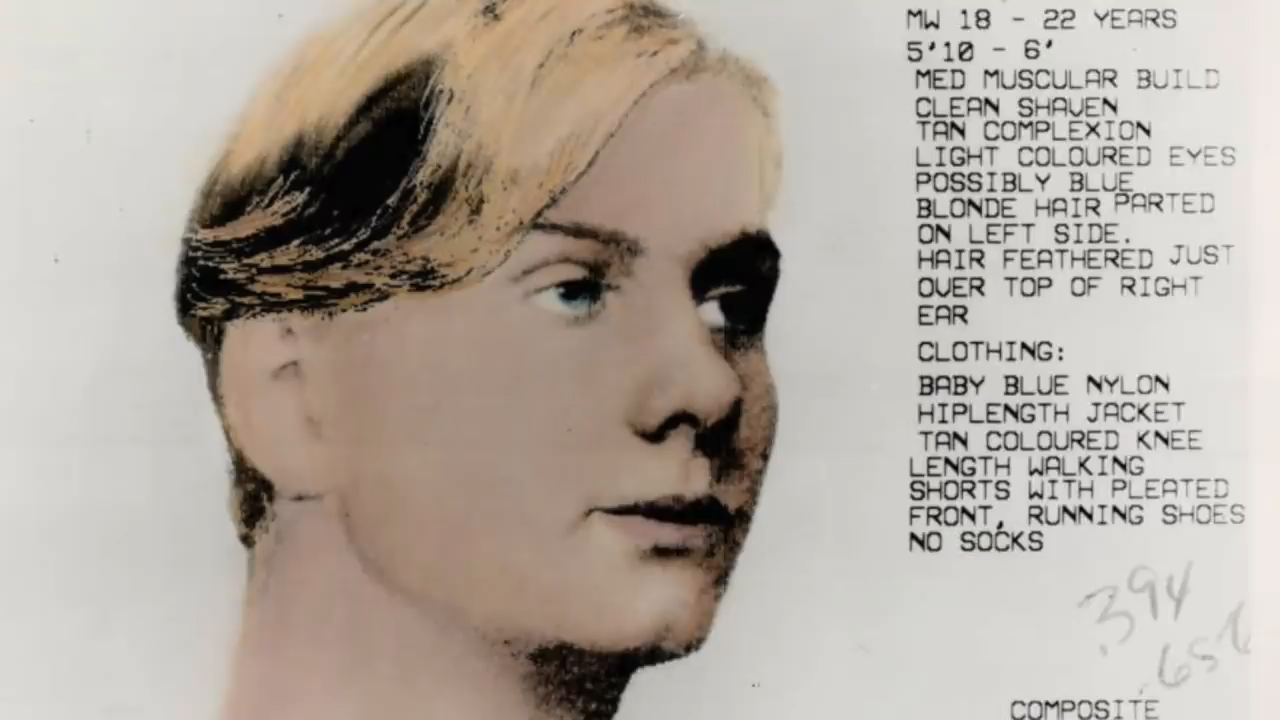 MW 18 - 22 YEARS
5'10 - 6'
MED MUSCULAR BUILD
CLEAN SHAVEN
TAN COMPLEXION
LIGHT COLOURED EYES
POSSIBLY BLUE
BLONDE HAIR PARTED
ON LEFT SIDE.
HAIR FEATHERED JUST
OVER TOP OF RIGHT
EAR
CLOTHING:
BABY BLUE NYLON
HIPLENGTH JACKET
TAN COLOURED KNEE
LENGTH WALKING
SHORTS WITH PLEATED
FRONT, RUNNING SHOES
NO SOCKS
.394
COMPOSITE